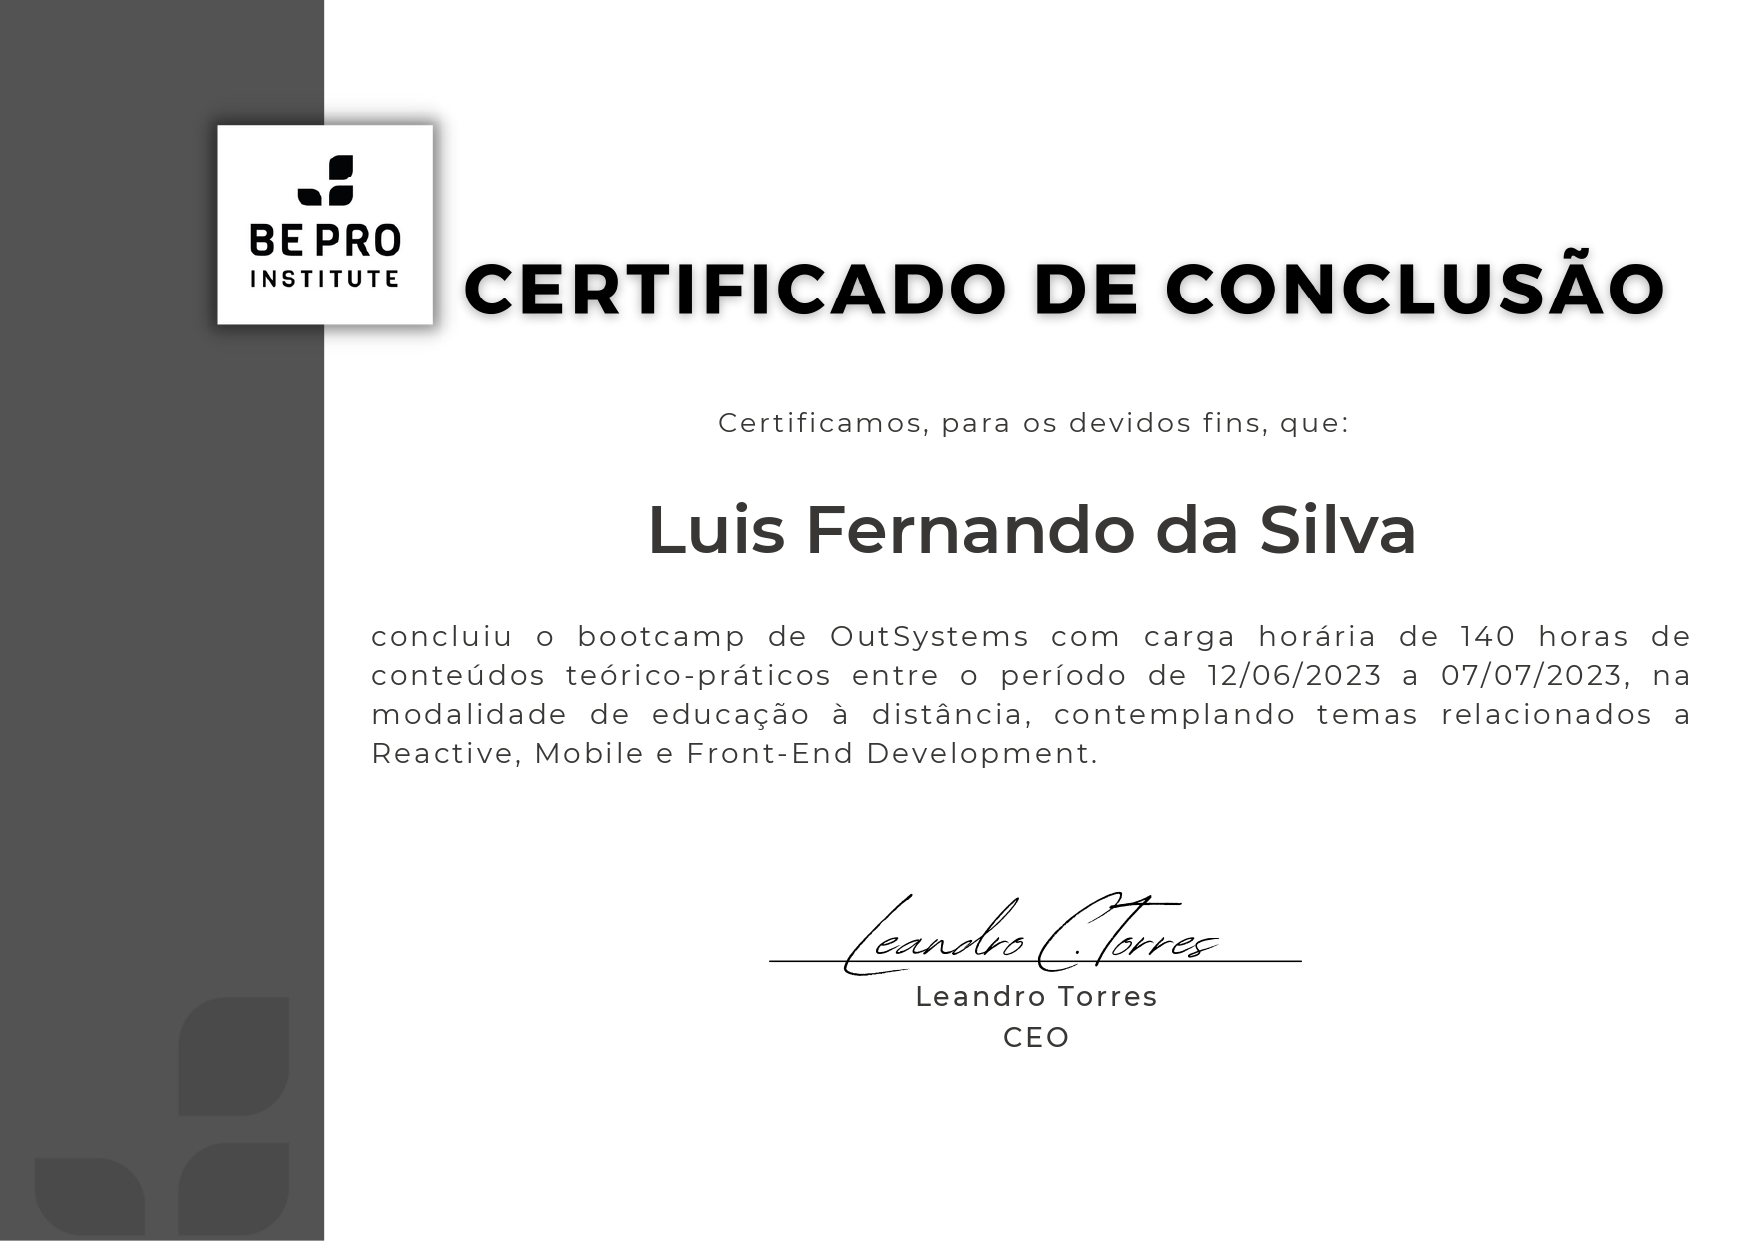 BE PRO
INSTITUTE
CERTIFICADO DE CONCLUSÃO
Certificamos, para os devidos fins, que:
Luis Fernando da Silva
concluiu o bootcamp de OutSystems com carga horária de 140 horas de
conteúdos teórico-práticos entre o período de 12/06/2023 a 07/07/2023, na
modalidade de educação à distância, contemplando temas relacionados a
Reactive, Mobile e Front-End Development.
Leandro C. Torres
Leandro Torres
CEO